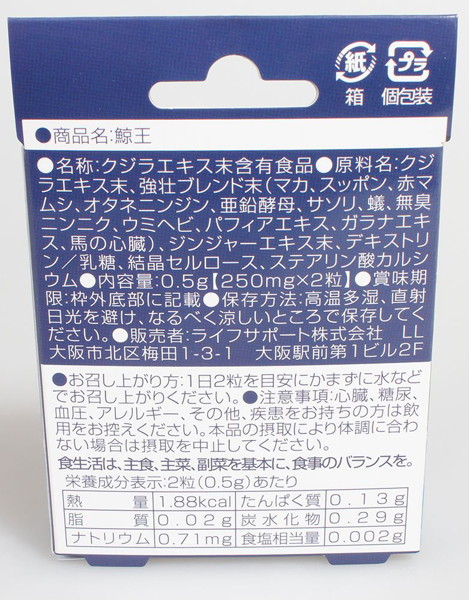 紙 プラ
箱 個包装
●商品名:鯨王
●名称:クジラエキス末含有食品●原料名:クジ
ラエキス末、強壮ブレンド末(マカ、スッポン、赤マ
ムシ、オタネニンジン、亜鉛酵母、サソリ、蟻、無臭
ニンニク、ウミヘビ、パフィアエキス、ガラナエキ
ス、馬の心臓)、ジンジャーエキス末、デキストリ
ン/乳糖、結晶セルロース、ステアリン酸カルシ
ウム●内容量:0.5g【250mg×2粒】●賞味期
限:枠外底部に記載●保存方法:高温多湿、直射
日光を避け、なるべく涼しいところで保存してく
ださい。●販売者:ライフサポート株式会社 LL
大阪市北区梅田1-3-1 大阪駅前第1ビル2F
●お召し上がり方:1日2粒を目安にかまずに水など
でお召し上がりください。●注意事項:心臓、糖尿、
血圧、アレルギー、その他、疾患をお持ちの方は飲
用をお控えください。本品の摂取により体調に合わ
ない場合は摂取を中止してください。
食生活は、主食、主菜、副菜を基本に、食事のバランスを。
栄養成分表示:2粒(0.5g)あたり
熱量 1.88kcal たんぱく質 0.13g
脂質 0.02g 炭水化物 0.29g
ナトリウム 0.71mg 食塩相当量 0.002g